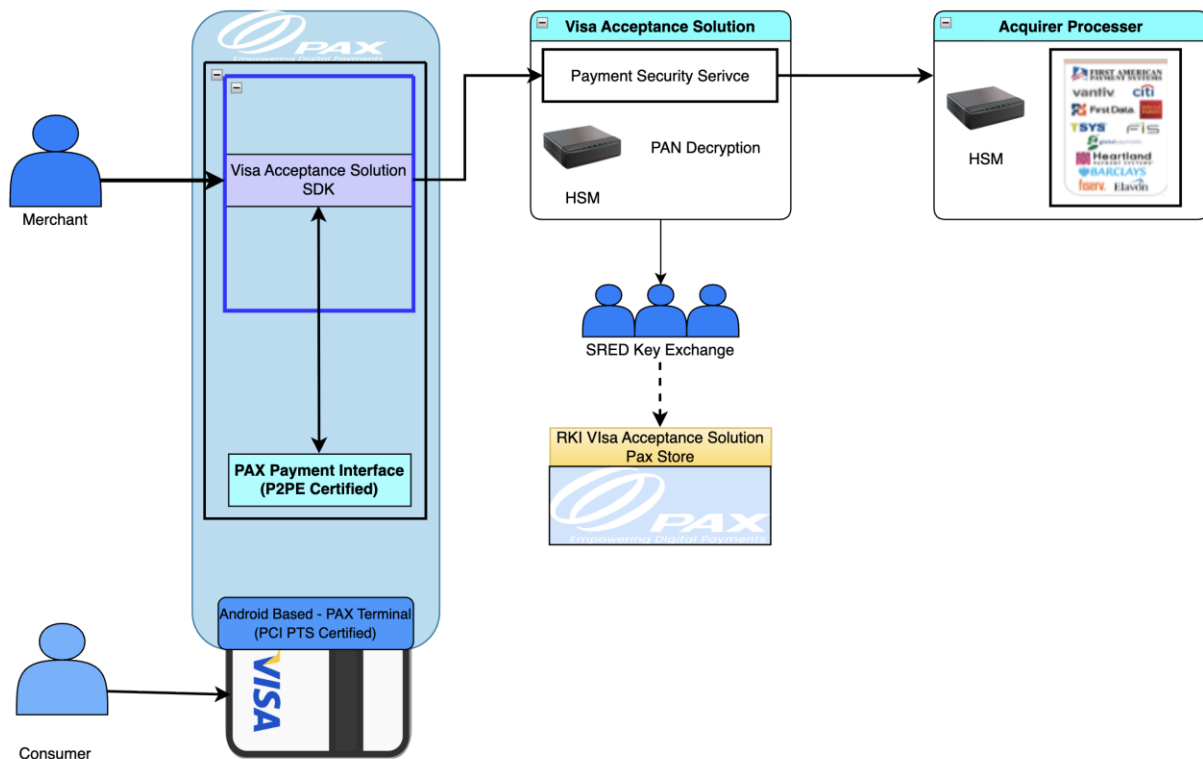 PAX
Empowering Digital Payments
Visa Acceptance Solution
SDK
PAX Payment Interface
(P2PE Certified)
Android Based - PAX Terminal
(PCI PTS Certified)
VISA
Merchant
Consumer
Visa Acceptance Solution
Payment Security Serivce
PAN Decryption
HSM
SRED Key Exchange
RKI VIsa Acceptance Solution
Pax Store
PAX
Empowering Digital Payments
Acquirer Processer
HSM
FIRST AMERICAN
PAYMENT SYSTEMS
vantiv. citi
First Data. WELLS FARGO
TSYS FIS
globalpayments
Heartland
PAYMENT SYSTEMS
BARCLAYS
fiserv. Elavon